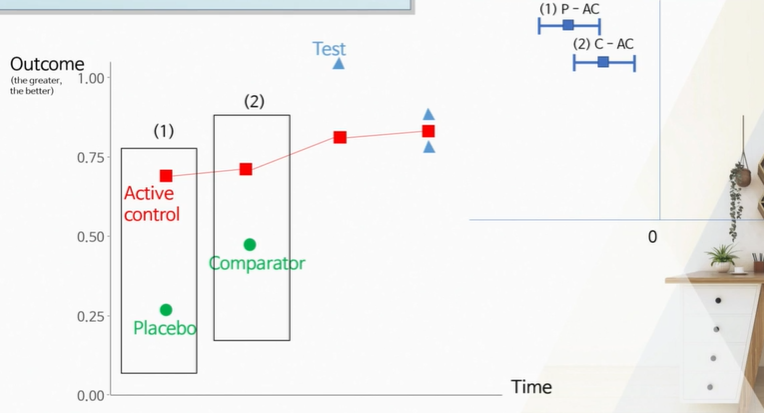 (1) P – AC
(2) C – AC
0
Outcome
(the greater,
the better)
1.00
0.75
0.50
0.25
0.00
(1)
(2)
Test
Active
control
Comparator
Placebo
Time